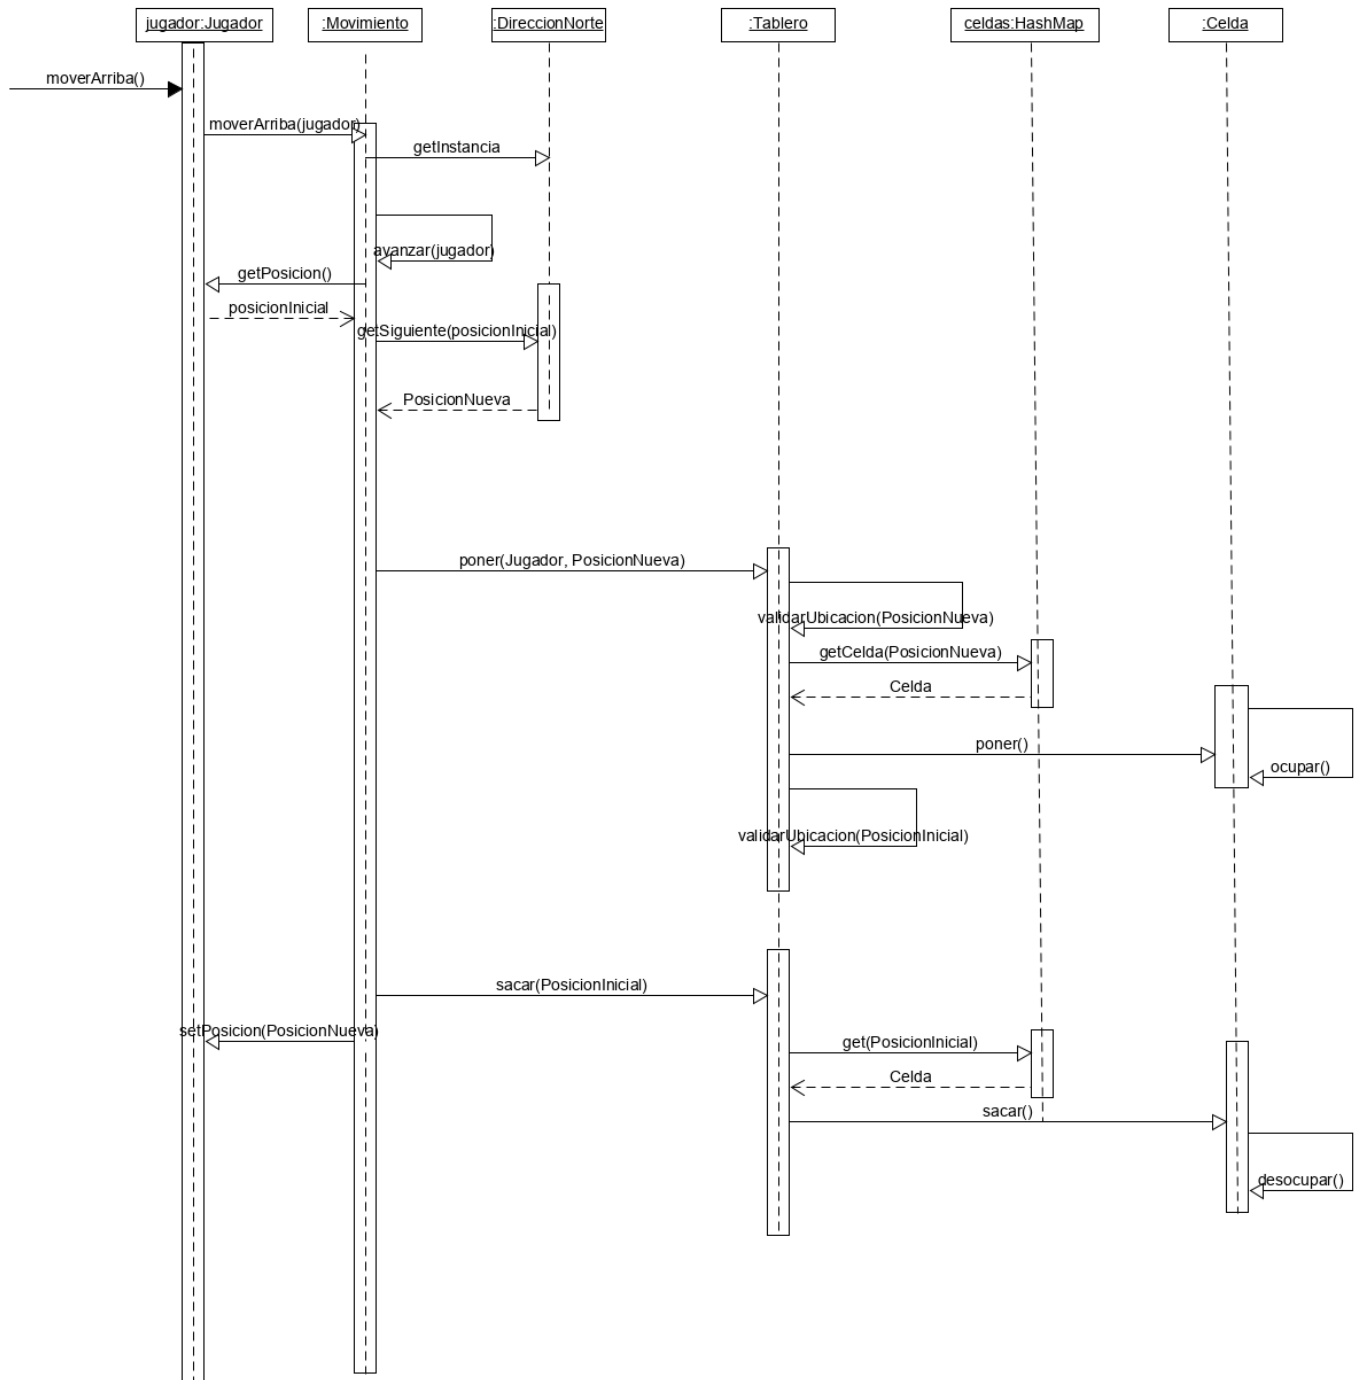 jugador:Jugador
:Movimiento
:DireccionNorte
:Tablero
celdas:HashMap
:Celda
moverArriba()
moverArriba(jugador)
getInstancia
avanzar(jugador)
getPosicion()
posicionInicial
getSiguiente(posicionInicial)
PosicionNueva
poner(Jugador, PosicionNueva)
validarUbicacion(PosicionNueva)
getCelda(PosicionNueva)
Celda
poner()
ocupar()
validarUbicacion(PosicionInicial)
sacar(PosicionInicial)
setPosicion(PosicionNueva)
get(PosicionInicial)
Celda
sacar()
desocupar()